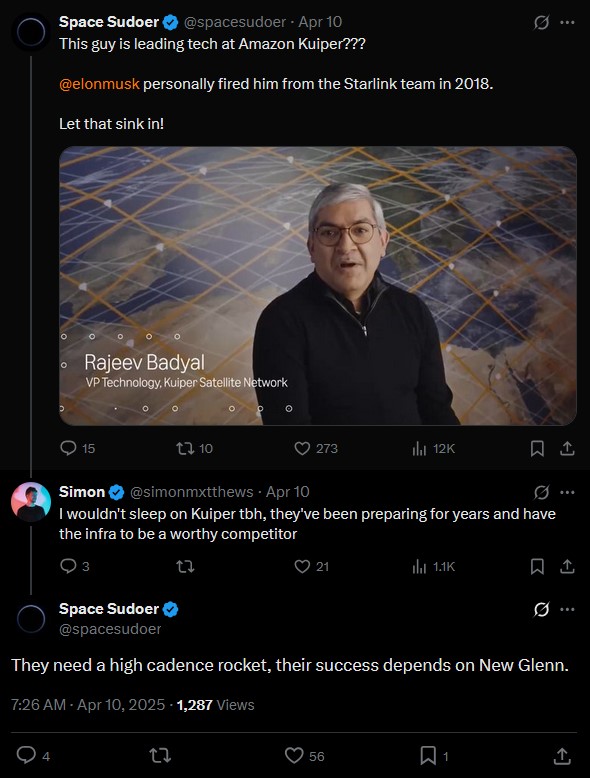 Space Sudoer @spacesudoer · Apr 10
This guy is leading tech at Amazon Kuiper???
@elonmusk personally fired him from the Starlink team in 2018.
Let that sink in!
Rajeev Badyal
VP Technology, Kuiper Satellite Network
15 10 273 12K
Simon @simonmxtthews · Apr 10
I wouldn't sleep on Kuiper tbh, they've been preparing for years and have
the infra to be a worthy competitor
3 21 1.1K
Space Sudoer
@spacesudoer
They need a high cadence rocket, their success depends on New Glenn.
7:26 AM · Apr 10, 2025 · 1,287 Views
4 56 1